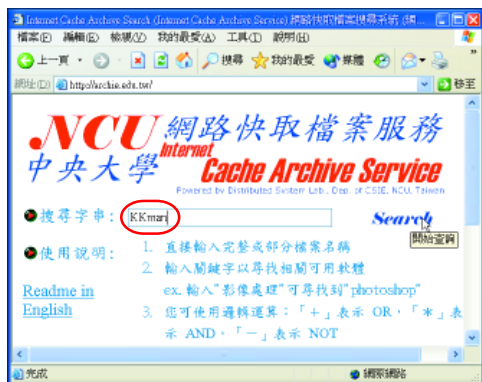 Internet Cache Archive Search (Internet Cache Archive Service) 網路快取檔案搜尋系統 (網...
檔案(F) 編輯(E) 檢視(V) 我的最愛(A) 工具(T) 說明(H)
上一頁 搜尋 我的最愛 媒體
網址(D) http://archie.edu.tw/ 移至
NCU 網路快取檔案服務
中央大學 Internet Cache Archive Service
Powered by Distributed System Lab., Dep. of CSIE, NCU, Taiwan
搜尋字串: KKman Search
開始查詢
使用說明: 1. 直接輸入完整或部分檔案名稱
2. 輸入關鍵字以尋找相關可用軟體
Readme in English
ex. 輸入"影像處理"可尋找到"photoshop"
3. 您可使用邏輯運算:「+」表示 OR,「*」表
示 AND,「-」表示 NOT
完成 網際網路